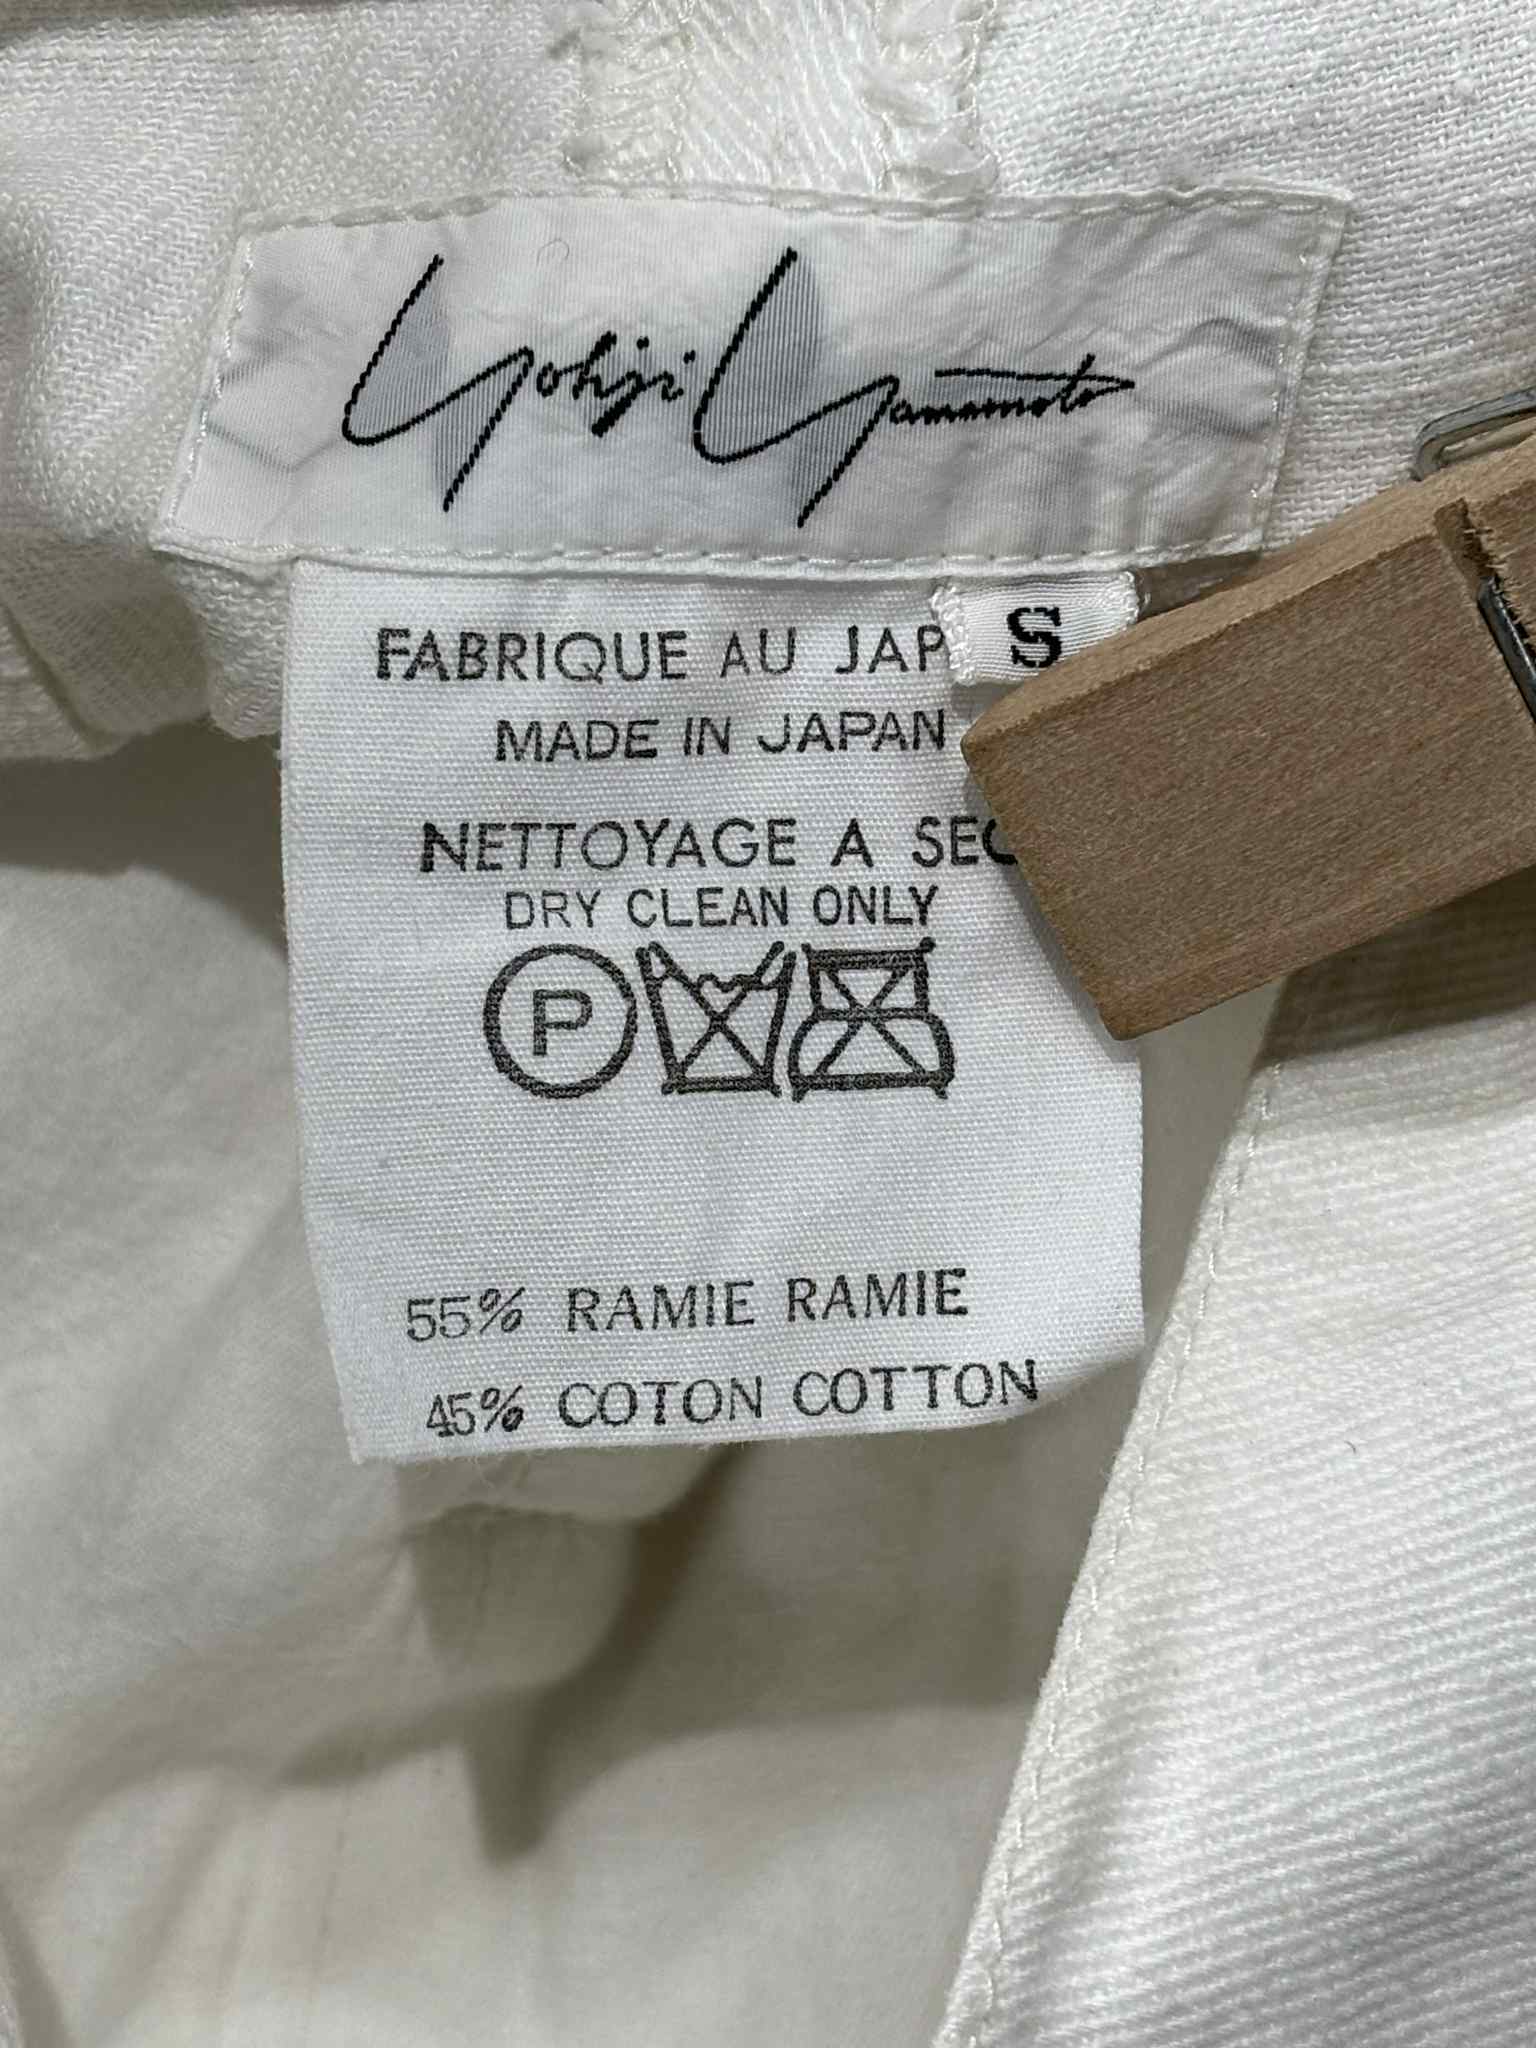 Yohji Yamamoto
S
FABRIQUE AU JAP
MADE IN JAPAN
NETTOYAGE A SEC
DRY CLEAN ONLY
P
55% RAMIE RAMIE
45% COTON COTTON